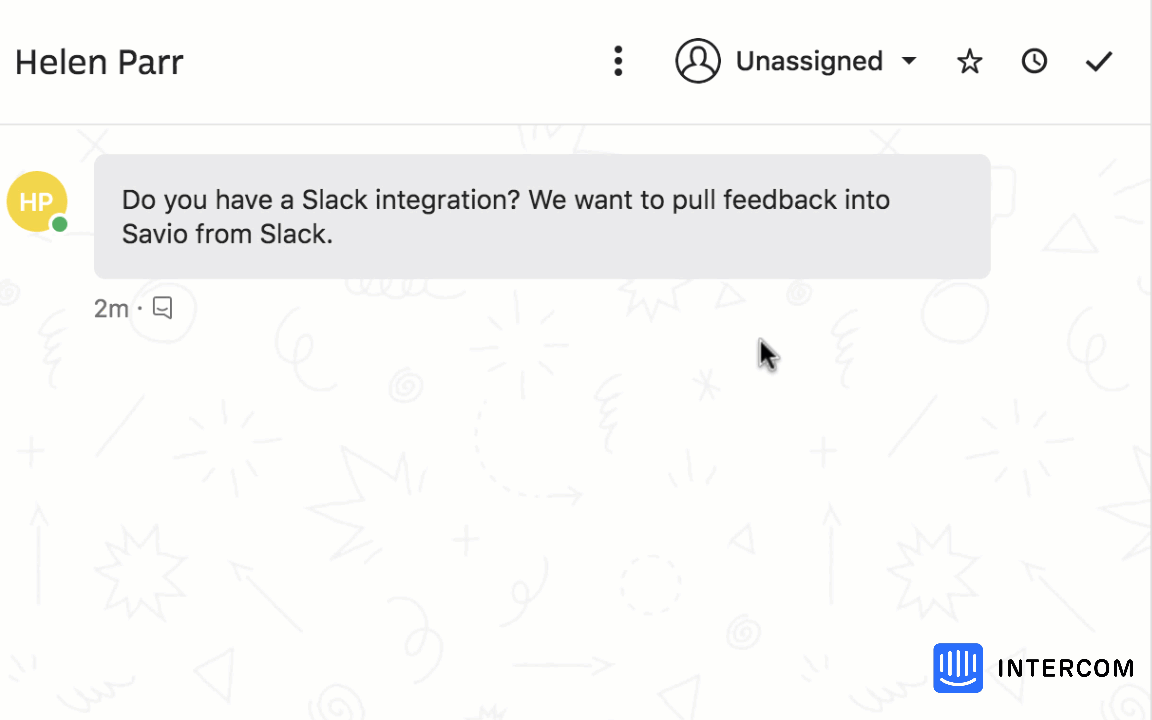 Helen Parr
Unassigned
HP
Do you have a Slack integration? We want to pull feedback into
Savio from Slack.
2m ·
INTERCOM